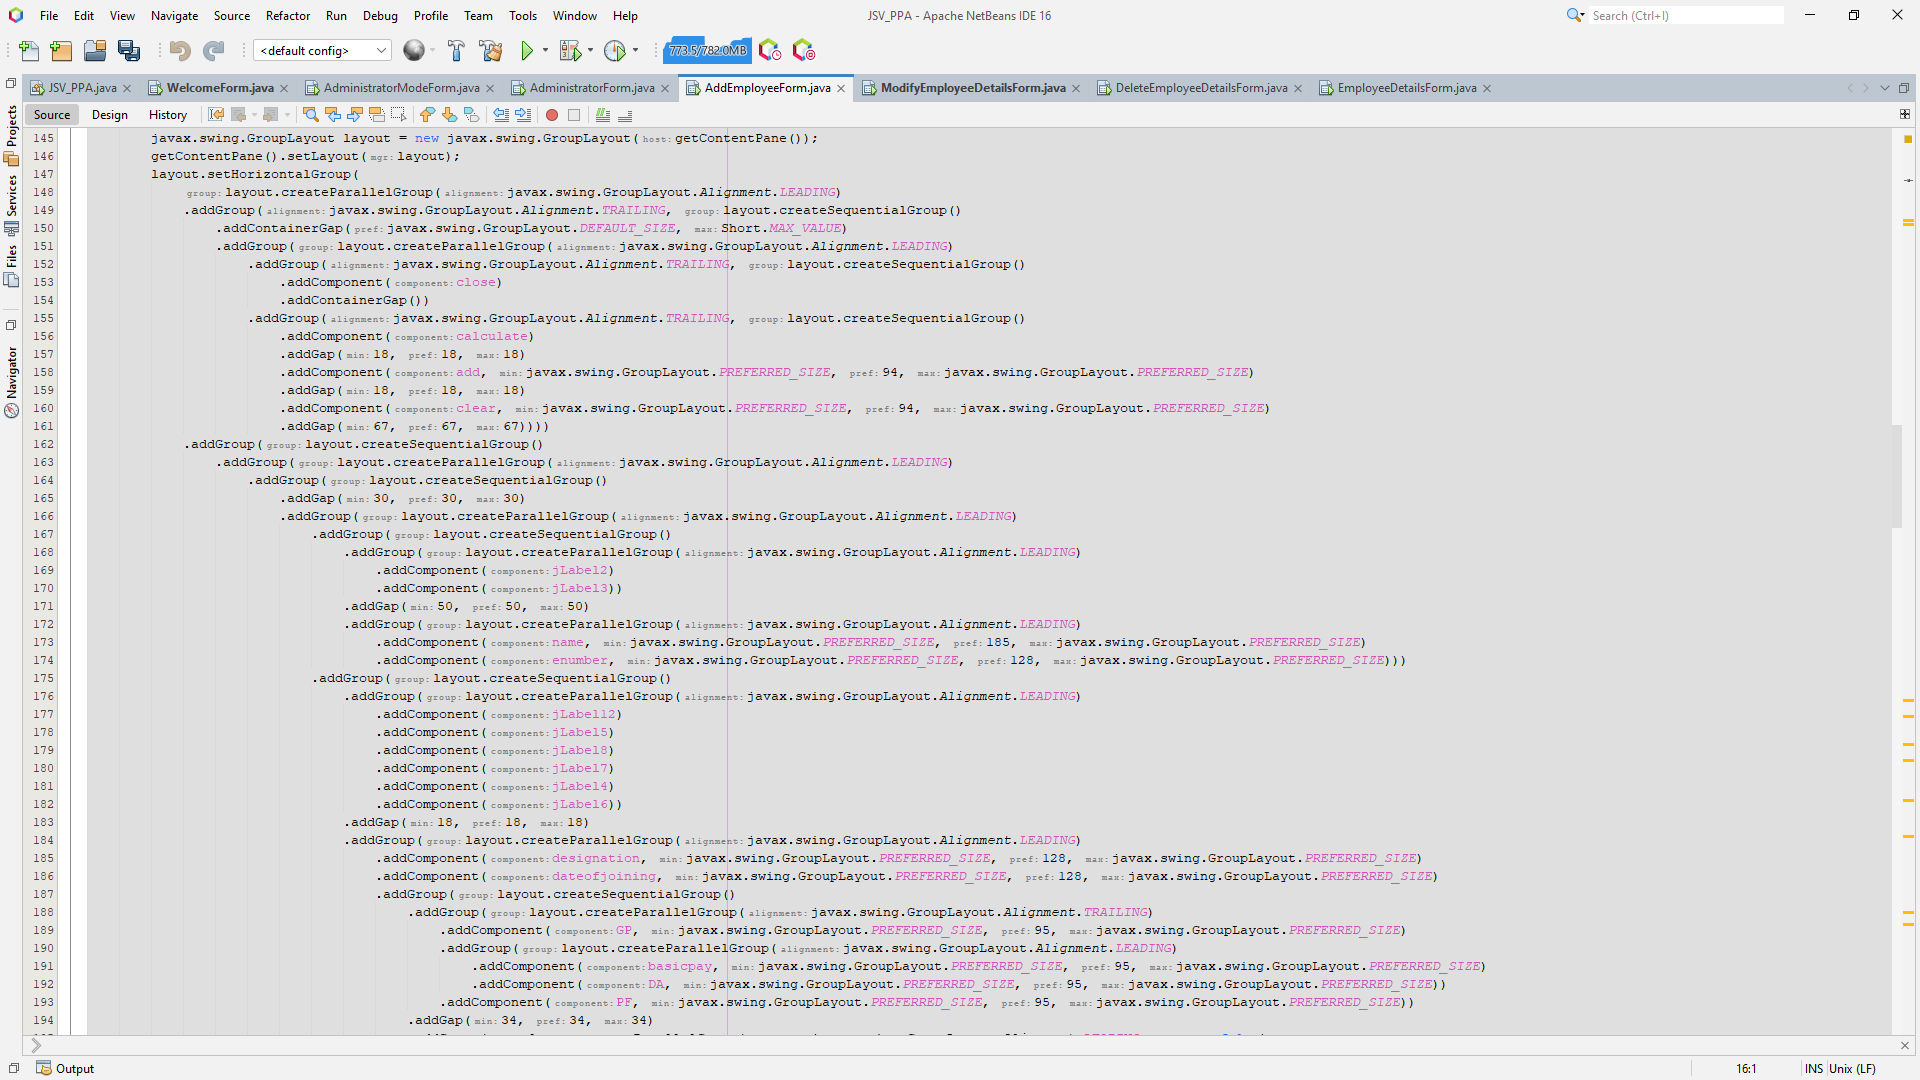 File Edit View Navigate Source Refactor Run Debug Profile Team Tools Window Help
JSV_PPA - Apache NetBeans IDE 16
Search (Ctrl+I)
<default config>
773.5/782.0MB
JSV_PPA.java
WelcomeForm.java
AdministratorModeForm.java
AdministratorForm.java
AddEmployeeForm.java
ModifyEmployeeDetailsForm.java
DeleteEmployeeDetailsForm.java
EmployeeDetailsForm.java
Source Design History
Projects
Services
Files
Navigator
145 javax.swing.GroupLayout layout = new javax.swing.GroupLayout(host: getContentPane());
146 getContentPane().setLayout(mgr: layout);
147 layout.setHorizontalGroup(
148 group: layout.createParallelGroup(alignment: javax.swing.GroupLayout.Alignment.LEADING)
149 .addGroup(alignment: javax.swing.GroupLayout.Alignment.TRAILING, group: layout.createSequentialGroup()
150 .addContainerGap(pref: javax.swing.GroupLayout.DEFAULT_SIZE, max: Short.MAX_VALUE)
151 .addGroup(group: layout.createParallelGroup(alignment: javax.swing.GroupLayout.Alignment.LEADING)
152 .addGroup(alignment: javax.swing.GroupLayout.Alignment.TRAILING, group: layout.createSequentialGroup()
153 .addComponent(component: close)
154 .addContainerGap())
155 .addGroup(alignment: javax.swing.GroupLayout.Alignment.TRAILING, group: layout.createSequentialGroup()
156 .addComponent(component: calculate)
157 .addGap(min: 18, pref: 18, max: 18)
158 .addComponent(component: add, min: javax.swing.GroupLayout.PREFERRED_SIZE, pref: 94, max: javax.swing.GroupLayout.PREFERRED_SIZE)
159 .addGap(min: 18, pref: 18, max: 18)
160 .addComponent(component: clear, min: javax.swing.GroupLayout.PREFERRED_SIZE, pref: 94, max: javax.swing.GroupLayout.PREFERRED_SIZE)
161 .addGap(min: 67, pref: 67, max: 67))))
162 .addGroup(group: layout.createSequentialGroup()
163 .addGroup(group: layout.createParallelGroup(alignment: javax.swing.GroupLayout.Alignment.LEADING)
164 .addGroup(group: layout.createSequentialGroup()
165 .addGap(min: 30, pref: 30, max: 30)
166 .addGroup(group: layout.createParallelGroup(alignment: javax.swing.GroupLayout.Alignment.LEADING)
167 .addGroup(group: layout.createSequentialGroup()
168 .addGroup(group: layout.createParallelGroup(alignment: javax.swing.GroupLayout.Alignment.LEADING)
169 .addComponent(component: jLabel2)
170 .addComponent(component: jLabel3))
171 .addGap(min: 50, pref: 50, max: 50)
172 .addGroup(group: layout.createParallelGroup(alignment: javax.swing.GroupLayout.Alignment.LEADING)
173 .addComponent(component: name, min: javax.swing.GroupLayout.PREFERRED_SIZE, pref: 185, max: javax.swing.GroupLayout.PREFERRED_SIZE)
174 .addComponent(component: enumber, min: javax.swing.GroupLayout.PREFERRED_SIZE, pref: 128, max: javax.swing.GroupLayout.PREFERRED_SIZE)))
175 .addGroup(group: layout.createSequentialGroup()
176 .addGroup(group: layout.createParallelGroup(alignment: javax.swing.GroupLayout.Alignment.LEADING)
177 .addComponent(component: jLabel12)
178 .addComponent(component: jLabel5)
179 .addComponent(component: jLabel8)
180 .addComponent(component: jLabel7)
181 .addComponent(component: jLabel4)
182 .addComponent(component: jLabel6))
183 .addGap(min: 18, pref: 18, max: 18)
184 .addGroup(group: layout.createParallelGroup(alignment: javax.swing.GroupLayout.Alignment.LEADING)
185 .addComponent(component: designation, min: javax.swing.GroupLayout.PREFERRED_SIZE, pref: 128, max: javax.swing.GroupLayout.PREFERRED_SIZE)
186 .addComponent(component: dateofjoining, min: javax.swing.GroupLayout.PREFERRED_SIZE, pref: 128, max: javax.swing.GroupLayout.PREFERRED_SIZE)
187 .addGroup(group: layout.createSequentialGroup()
188 .addGroup(group: layout.createParallelGroup(alignment: javax.swing.GroupLayout.Alignment.TRAILING)
189 .addComponent(component: GP, min: javax.swing.GroupLayout.PREFERRED_SIZE, pref: 95, max: javax.swing.GroupLayout.PREFERRED_SIZE)
190 .addGroup(group: layout.createParallelGroup(alignment: javax.swing.GroupLayout.Alignment.LEADING)
191 .addComponent(component: basicpay, min: javax.swing.GroupLayout.PREFERRED_SIZE, pref: 95, max: javax.swing.GroupLayout.PREFERRED_SIZE)
192 .addComponent(component: DA, min: javax.swing.GroupLayout.PREFERRED_SIZE, pref: 95, max: javax.swing.GroupLayout.PREFERRED_SIZE))
193 .addComponent(component: PF, min: javax.swing.GroupLayout.PREFERRED_SIZE, pref: 95, max: javax.swing.GroupLayout.PREFERRED_SIZE))
194 .addGap(min: 34, pref: 34, max: 34)
Output
16:1 INS Unix (LF)